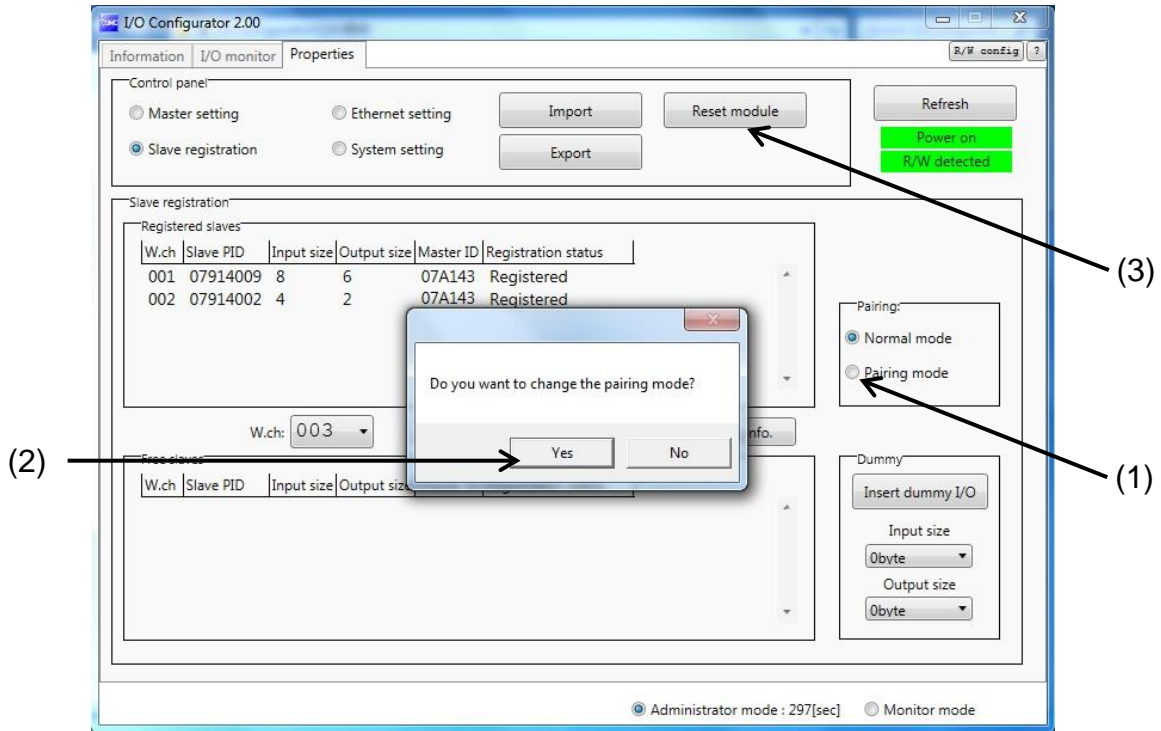 I/O Configurator 2.00
Information I/O monitor Properties R/W config ?
Control panel
Master setting Ethernet setting Import Reset module Refresh
Power on
Slave registration System setting Export R/W detected
Slave registration
Registered slaves
W.ch Slave PID Input size Output size Master ID Registration status
001 07914009 8 6 07A143 Registered
002 07914002 4 2 07A143 Registered
(3)
Pairing:
Normal mode
Do you want to change the pairing mode?
Pairing mode
W.ch: 003 nfo.
(2)
Yes No
Dummy
W.ch Slave PID Input size Output size
(1)
Insert dummy I/O
Input size
0byte
Output size
0byte
Administrator mode : 297[sec] Monitor mode